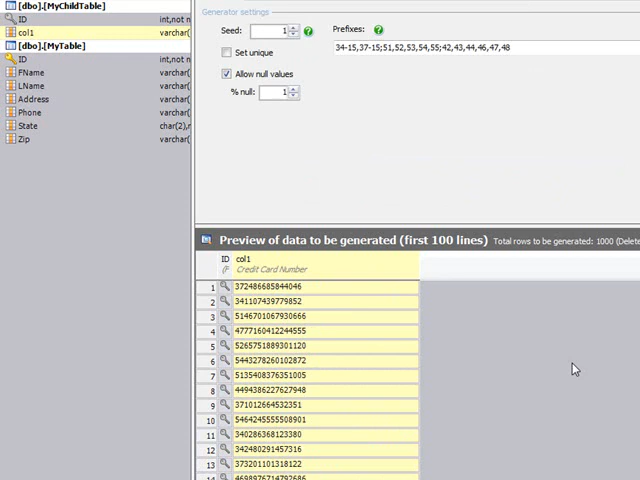 [dbo].[MyChildTable]
ID int,not n
col1 varchar(
[dbo].[MyTable]
ID int,not n
FName varchar(
LName varchar(
Address varchar(
Phone varchar(
State char(2),n
Zip varchar(
Generator settings
Seed: 1
Set unique
Allow null values
% null: 1
Prefixes:
34-15,37-15;51,52,53,54,55;42,43,44,46,47,48
Preview of data to be generated (first 100 lines) Total rows to be generated: 1000 (Delete
ID col1
(F Credit Card Number
1 372486685844046
2 341107439779852
3 5146701067930666
4 4777160412244555
5 5265751889301120
6 5443278260102872
7 5135408376351005
8 4494386227627948
9 371012664532351
10 5464245555508901
11 340286368123380
12 342480291457316
13 373201101318122
14 4698976714792686